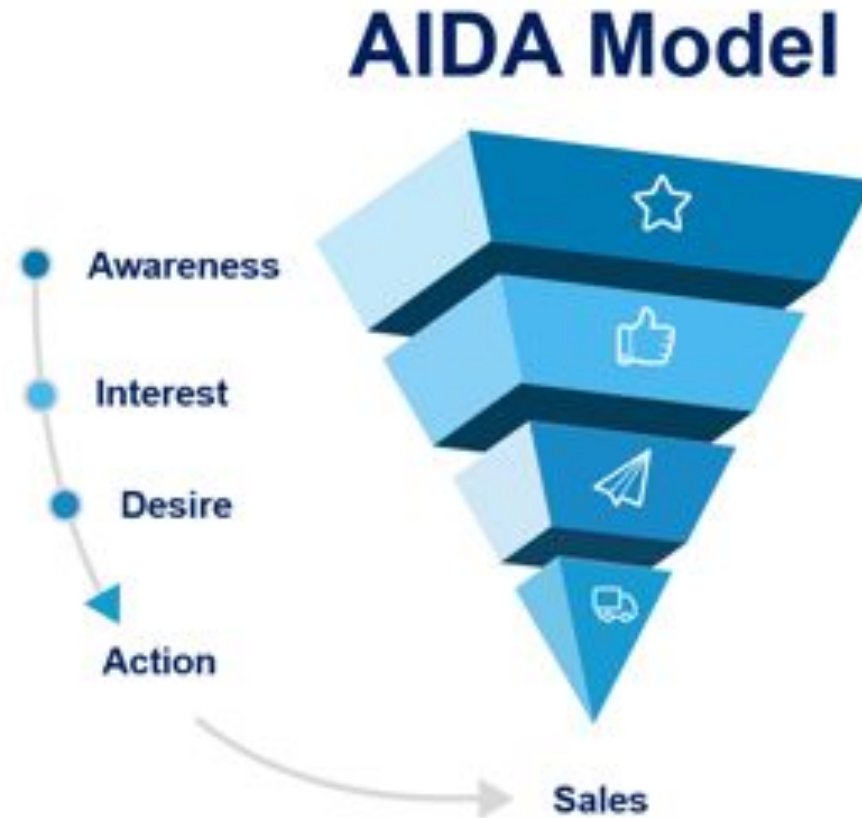 AIDA Model
Awareness
Interest
Desire
Action
Sales